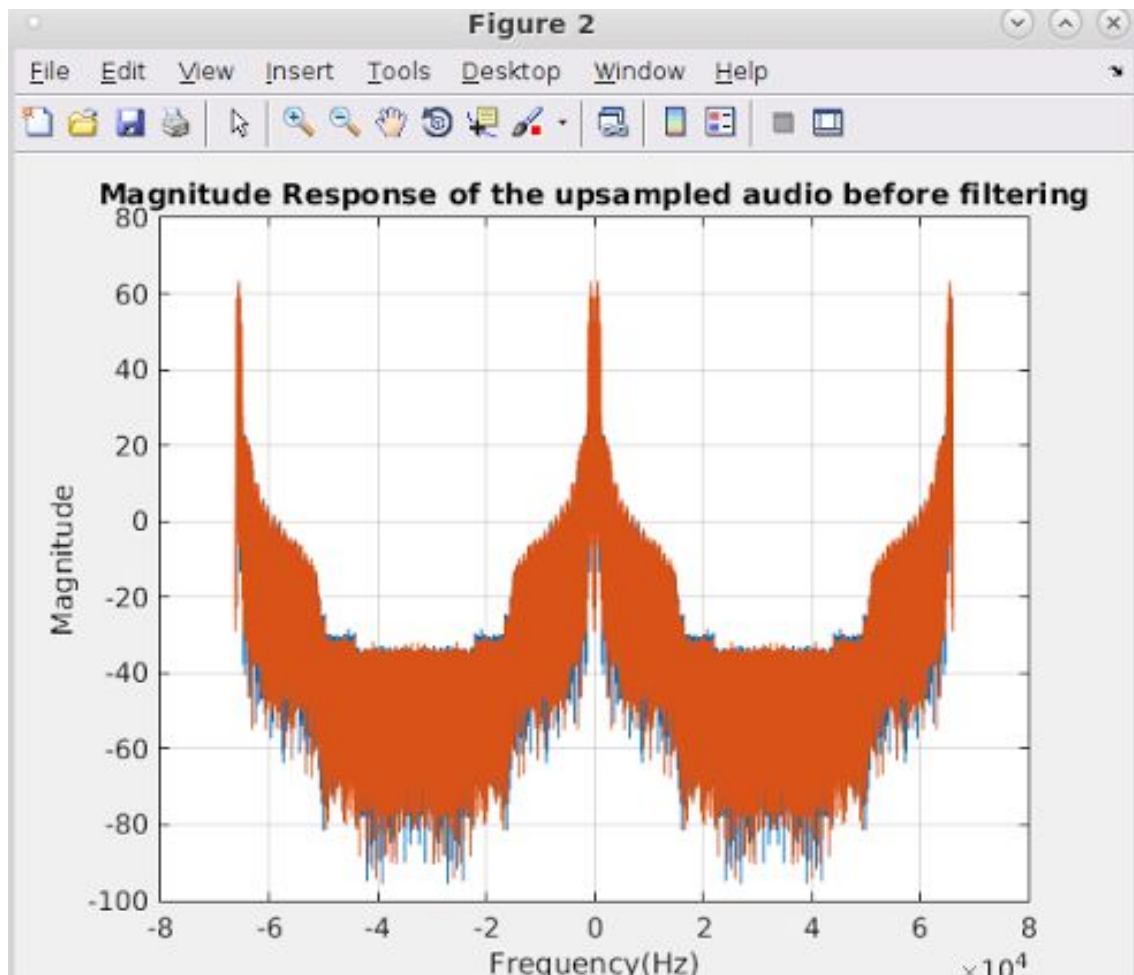 Figure 2
File Edit View Insert Tools Desktop Window Help
Magnitude Response of the upsampled audio before filtering
80
60
40
20
0
-20
-40
-60
-80
-100
Magnitude
-8 -6 -4 -2 0 2 4 6 8
Frequency(Hz)
×10⁴